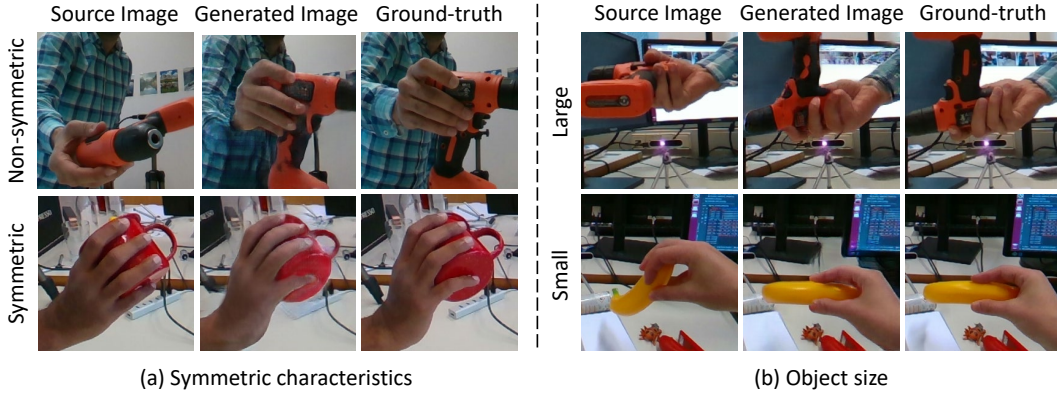 Source Image Generated Image Ground-truth
Non-symmetric
Symmetric
(a) Symmetric characteristics
Source Image Generated Image Ground-truth
Large
Small
(b) Object size